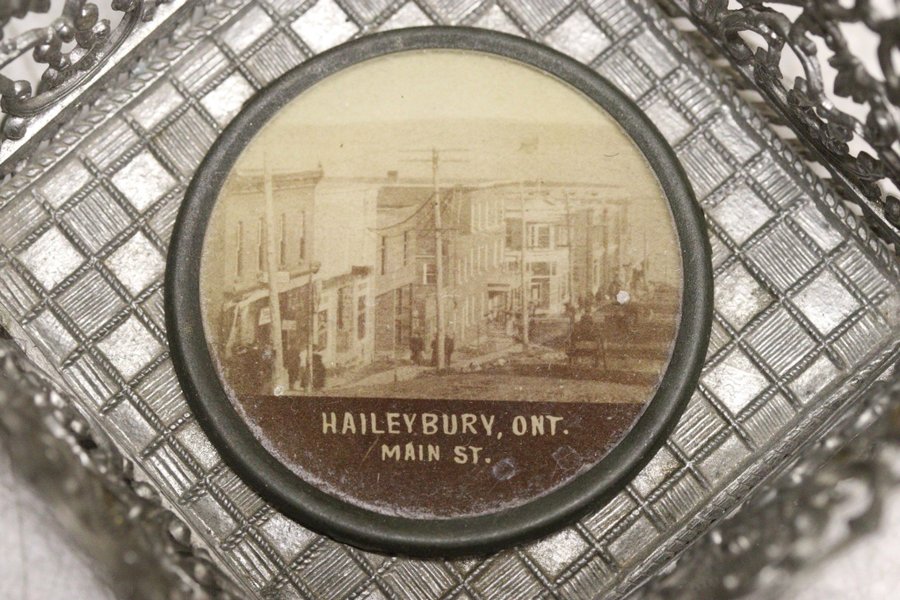 HAILEYBURY, ONT.
MAIN ST.